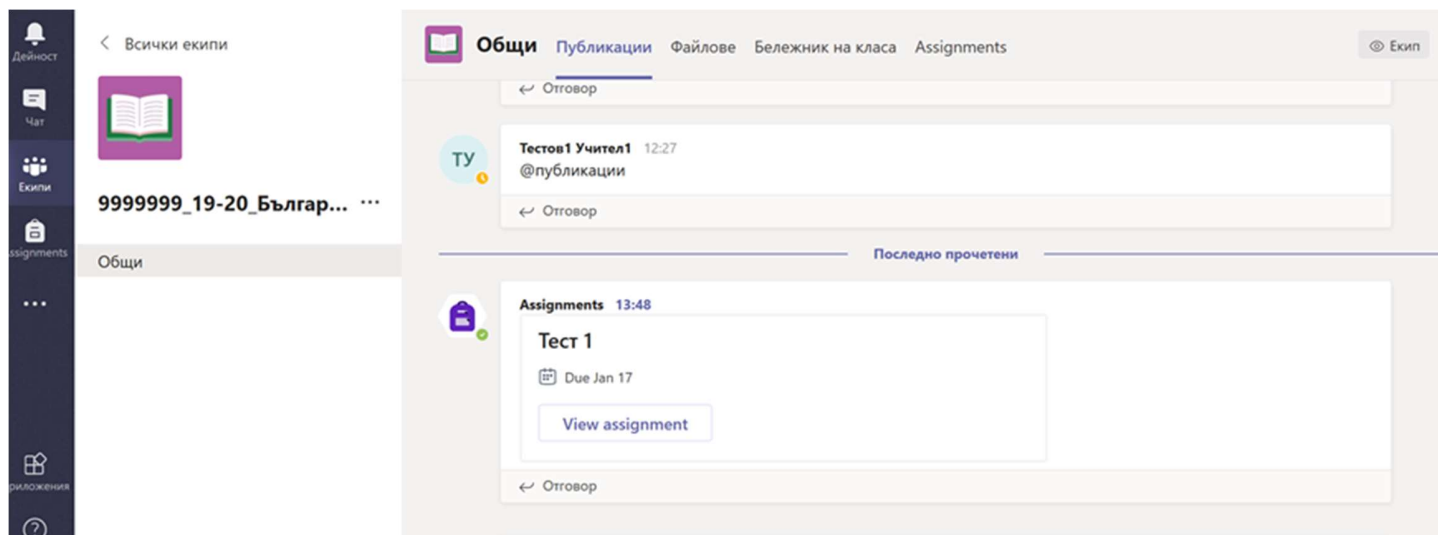 Дейност
Чат
Екипи
ssignments
риложения
Всички екипи
9999999_19-20_Българ... ...
Общи
Общи Публикации Файлове Бележник на класа Assignments
Екип
Отговор
ТУ
Тестов1 Учител1 12:27
@публикации
Отговор
Последно прочетени
Assignments 13:48
Тест 1
Due Jan 17
View assignment
Отговор